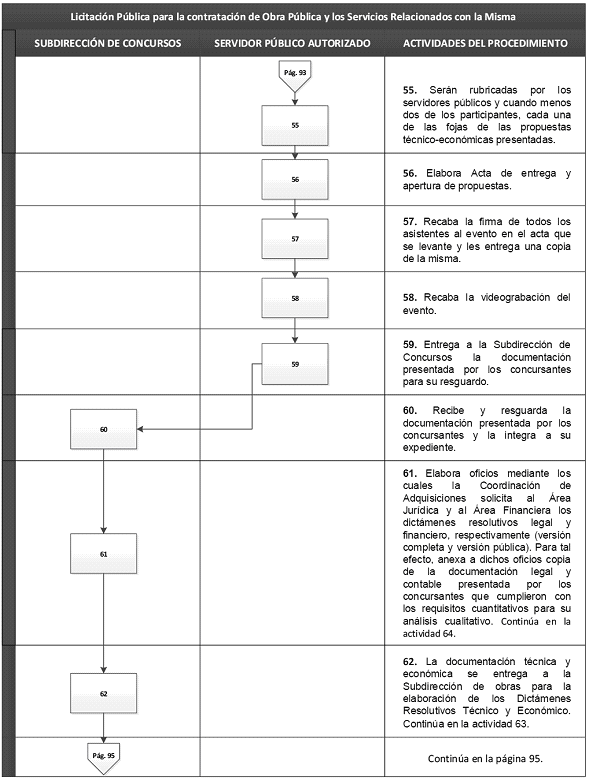 Licitación Pública para la contratación de Obra Pública y los Servicios Relacionados con la Misma
SUBDIRECCIÓN DE CONCURSOS
SERVIDOR PÚBLICO AUTORIZADO
ACTIVIDADES DEL PROCEDIMIENTO
Pág. 93
55
55. Serán rubricadas por los
servidores públicos y cuando menos
dos de los participantes, cada una
de las fojas de las propuestas
técnico-económicas presentadas.
56
56. Elabora Acta de entrega y
apertura de propuestas.
57
57. Recaba la firma de todos los
asistentes al evento en el acta que
se levante y les entrega una copia
de la misma.
58
58. Recaba la videograbación del
evento.
59
59. Entrega a la Subdirección de
Concursos la documentación
presentada por los concursantes
para su resguardo.
60
60. Recibe y resguarda la
documentación presentada por los
concursantes y la integra a su
expediente.
61
61. Elabora oficios mediante los
cuales la Coordinación de
Adquisiciones solicita al Área
Jurídica y al Área Financiera los
dictámenes resolutivos legal y
financiero, respectivamente (versión
completa y versión pública). Para tal
efecto, anexa a dichos oficios copia
de la documentación legal y
contable presentada por los
concursantes que cumplieron con
los requisitos cuantitativos para su
análisis cualitativo. Continúa en la
actividad 64.
62
62. La documentación técnica y
económica se entrega a la
Subdirección de obras para la
elaboración de los Dictámenes
Resolutivos Técnico y Económico.
Continúa en la actividad 63.
Pág. 95
Continúa en la página 95.